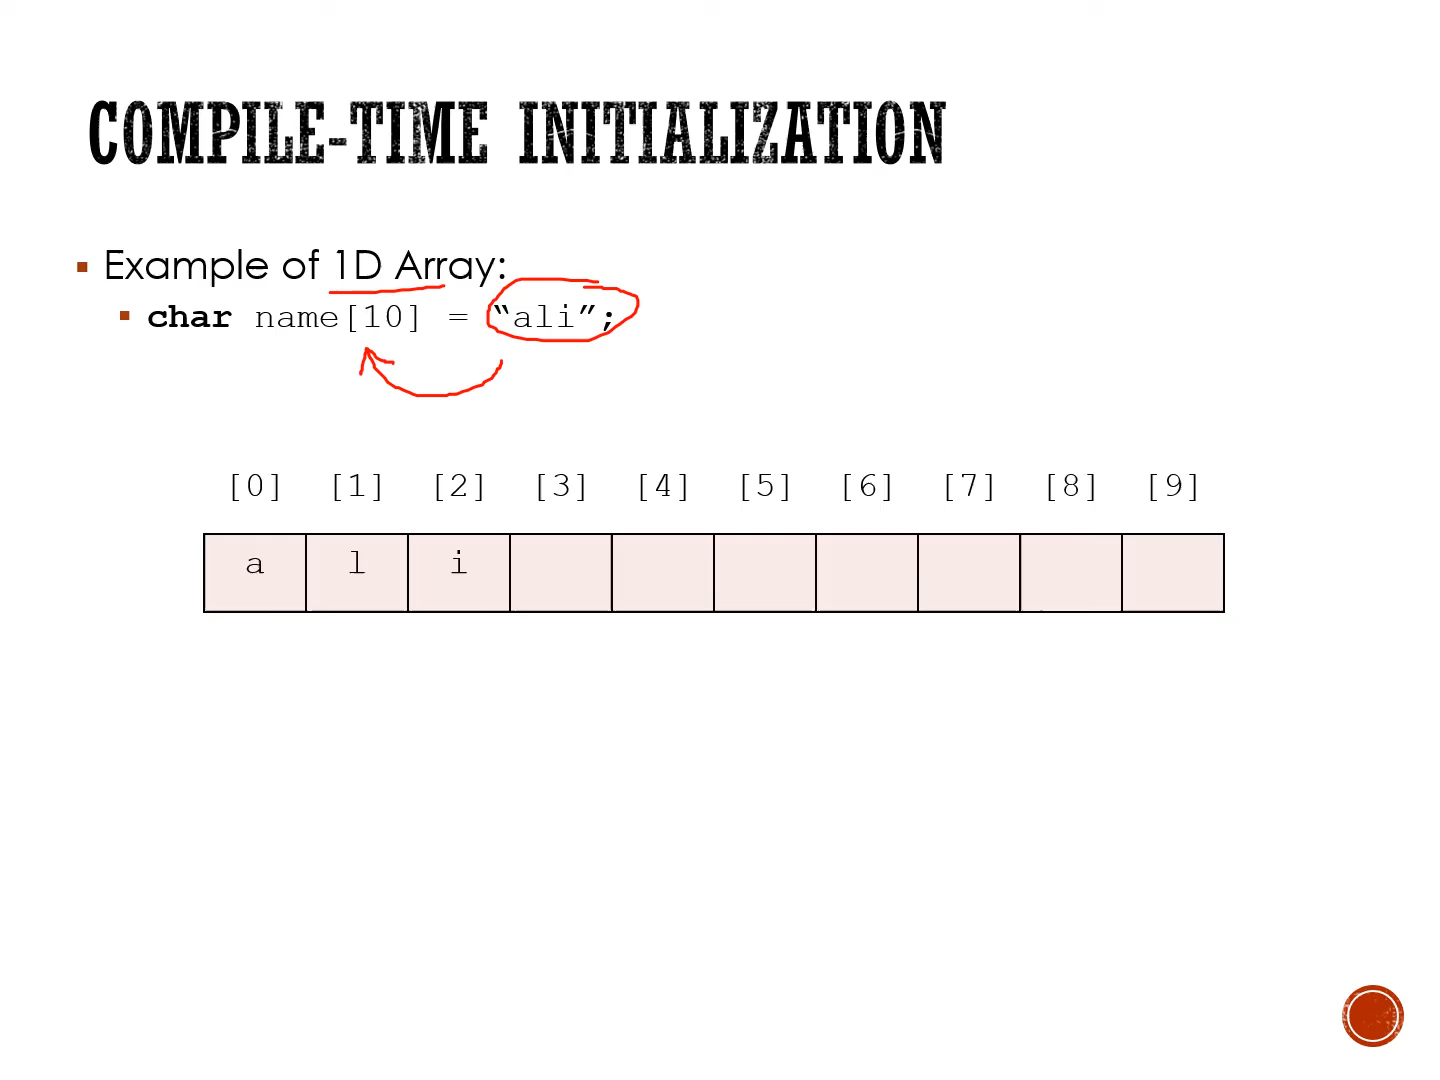 COMPILE-TIME INITIALIZATION
Example of 1D Array:
char name[10] = “ali”;
[0] [1] [2] [3] [4] [5] [6] [7] [8] [9]
a l i